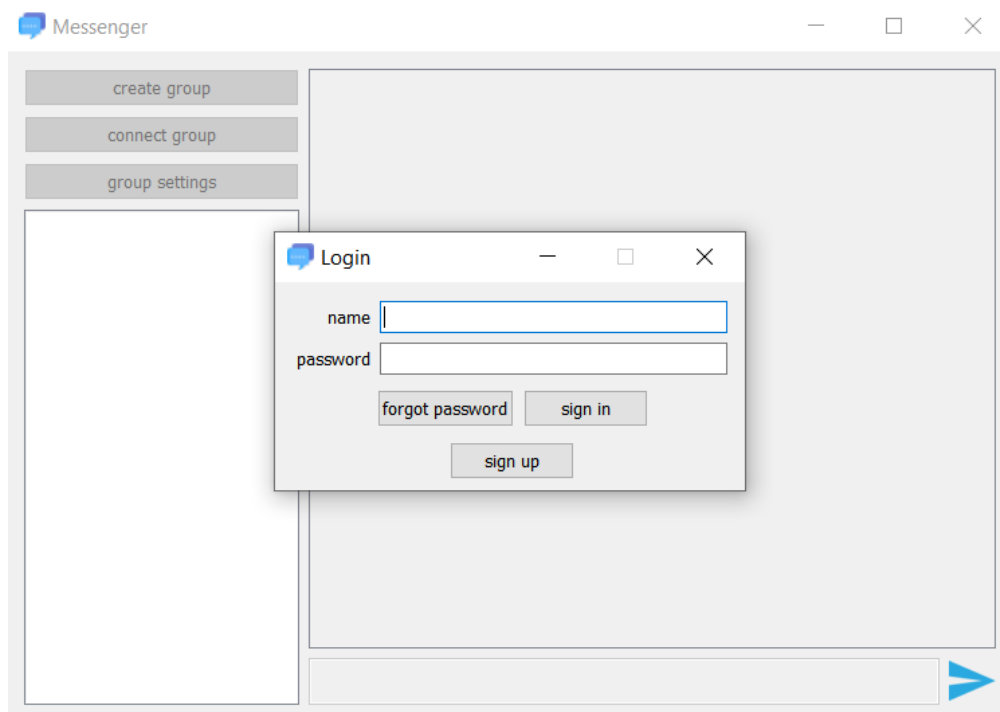 Messenger
create group
connect group
group settings
Login
name
password
forgot password sign in
sign up